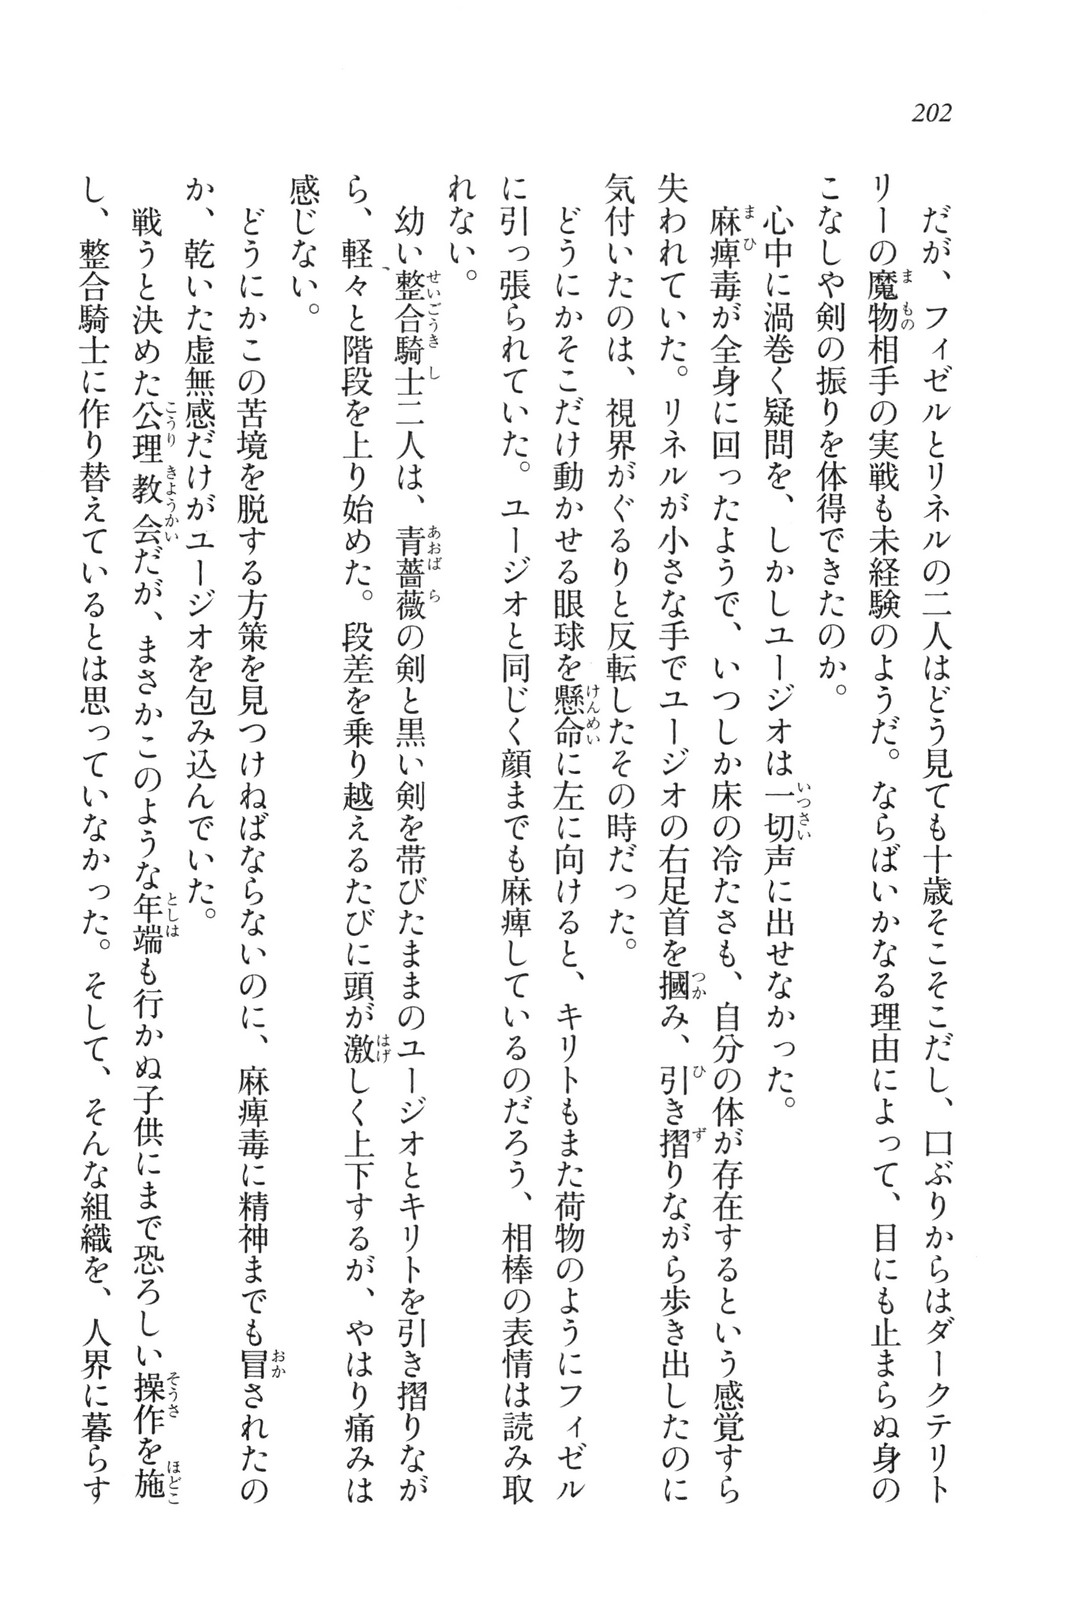 202
だが、フィゼルとリネルの二人はどう見ても十歳そこそこだし、口ぶりからはダークテリト
リーの魔物相手の実戦も未経験のようだ。ならばいかなる理由によって、目にも止まらぬ身の
こなしや剣の振りを体得できたのか。
心中に渦巻く疑問を、しかしユージオは一切声に出せなかった。
麻痺毒が全身に回ったようで、いつしか床の冷たさも、自分の体が存在するという感覚すら
失われていた。リネルが小さな手でユージオの右足首を摑み、引き摺りながら歩き出したのに
気付いたのは、視界がぐるりと反転したその時だった。
どうにかそこだけ動かせる眼球を懸命に左に向けると、キリトもまた荷物のようにフィゼル
に引っ張られていた。ユージオと同じく顔までも麻痺しているのだろう、相棒の表情は読み取
れない。
幼い整合騎士二人は、青薔薇の剣と黒い剣を帯びたままのユージオとキリトを引き摺りなが
ら、軽々と階段を上り始めた。段差を乗り越えるたびに頭が激しく上下するが、やはり痛みは
感じない。
どうにかこの苦境を脱する方策を見つけねばならないのに、麻痺毒に精神までも冒されたの
か、乾いた虚無感だけがユージオを包み込んでいた。
戦うと決めた公理教会だが、まさかこのような年端も行かぬ子供にまで恐ろしい操作を施
し、整合騎士に作り替えているとは思っていなかった。そして、そんな組織を、人界に暮らす